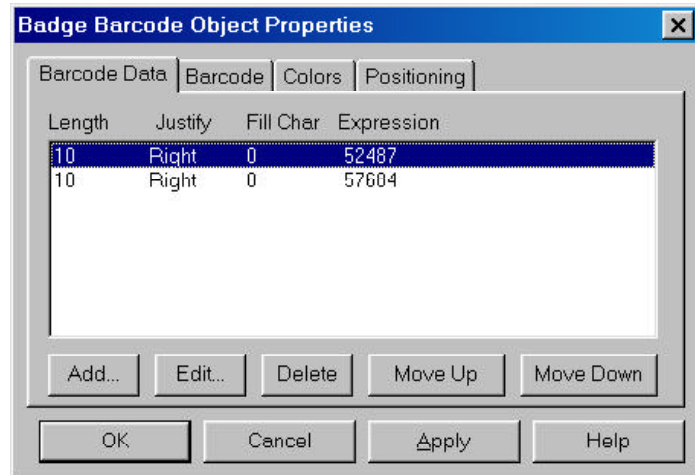 Badge Barcode Object Properties
Barcode Data Barcode Colors Positioning
Length Justify Fill Char Expression
10 Right 0 52487
10 Right 0 57604
Add... Edit... Delete Move Up Move Down
OK Cancel Apply Help